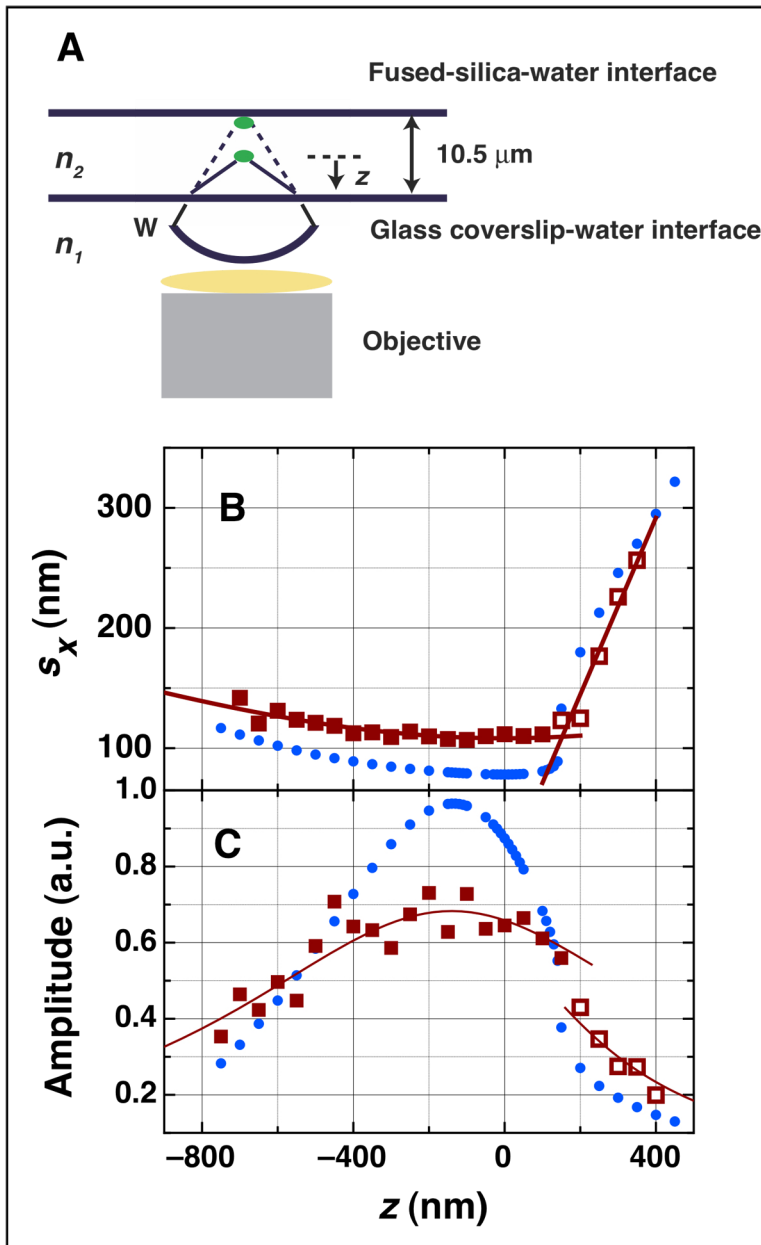 A
Fused-silica-water interface
n2
10.5 μm
z
W
Glass coverslip-water interface
n1
Objective
B
300
200
100
sx (nm)
1.0
C
0.8
0.6
0.4
0.2
Amplitude (a.u.)
−800 −400 0 400
z (nm)